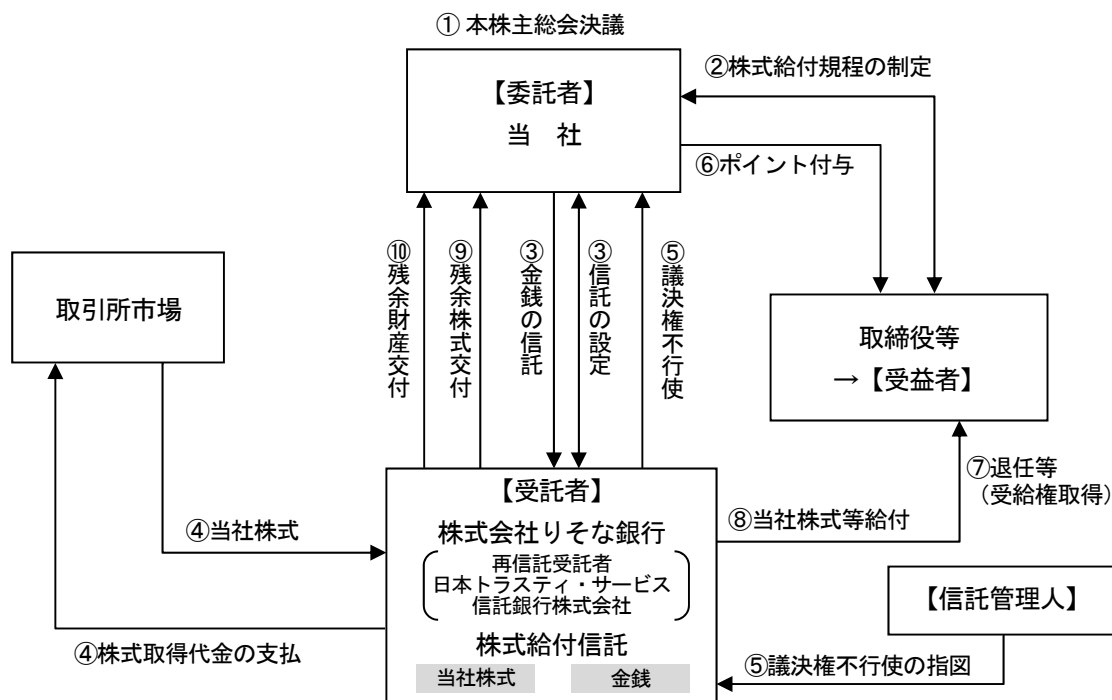 ① 本株主総会決議
【委託者】
当　社
②株式給付規程の制定
⑥ポイント付与
取引所市場
⑩残余財産交付
⑨残余株式交付
③金銭の信託
③信託の設定
⑤議決権不行使
取締役等
→【受益者】
⑦退任等
（受給権取得）
④当社株式
【受託者】
株式会社りそな銀行
再信託受託者
日本トラスティ・サービス
信託銀行株式会社
株式給付信託
当社株式
金銭
⑧当社株式等給付
【信託管理人】
④株式取得代金の支払
⑤議決権不行使の指図